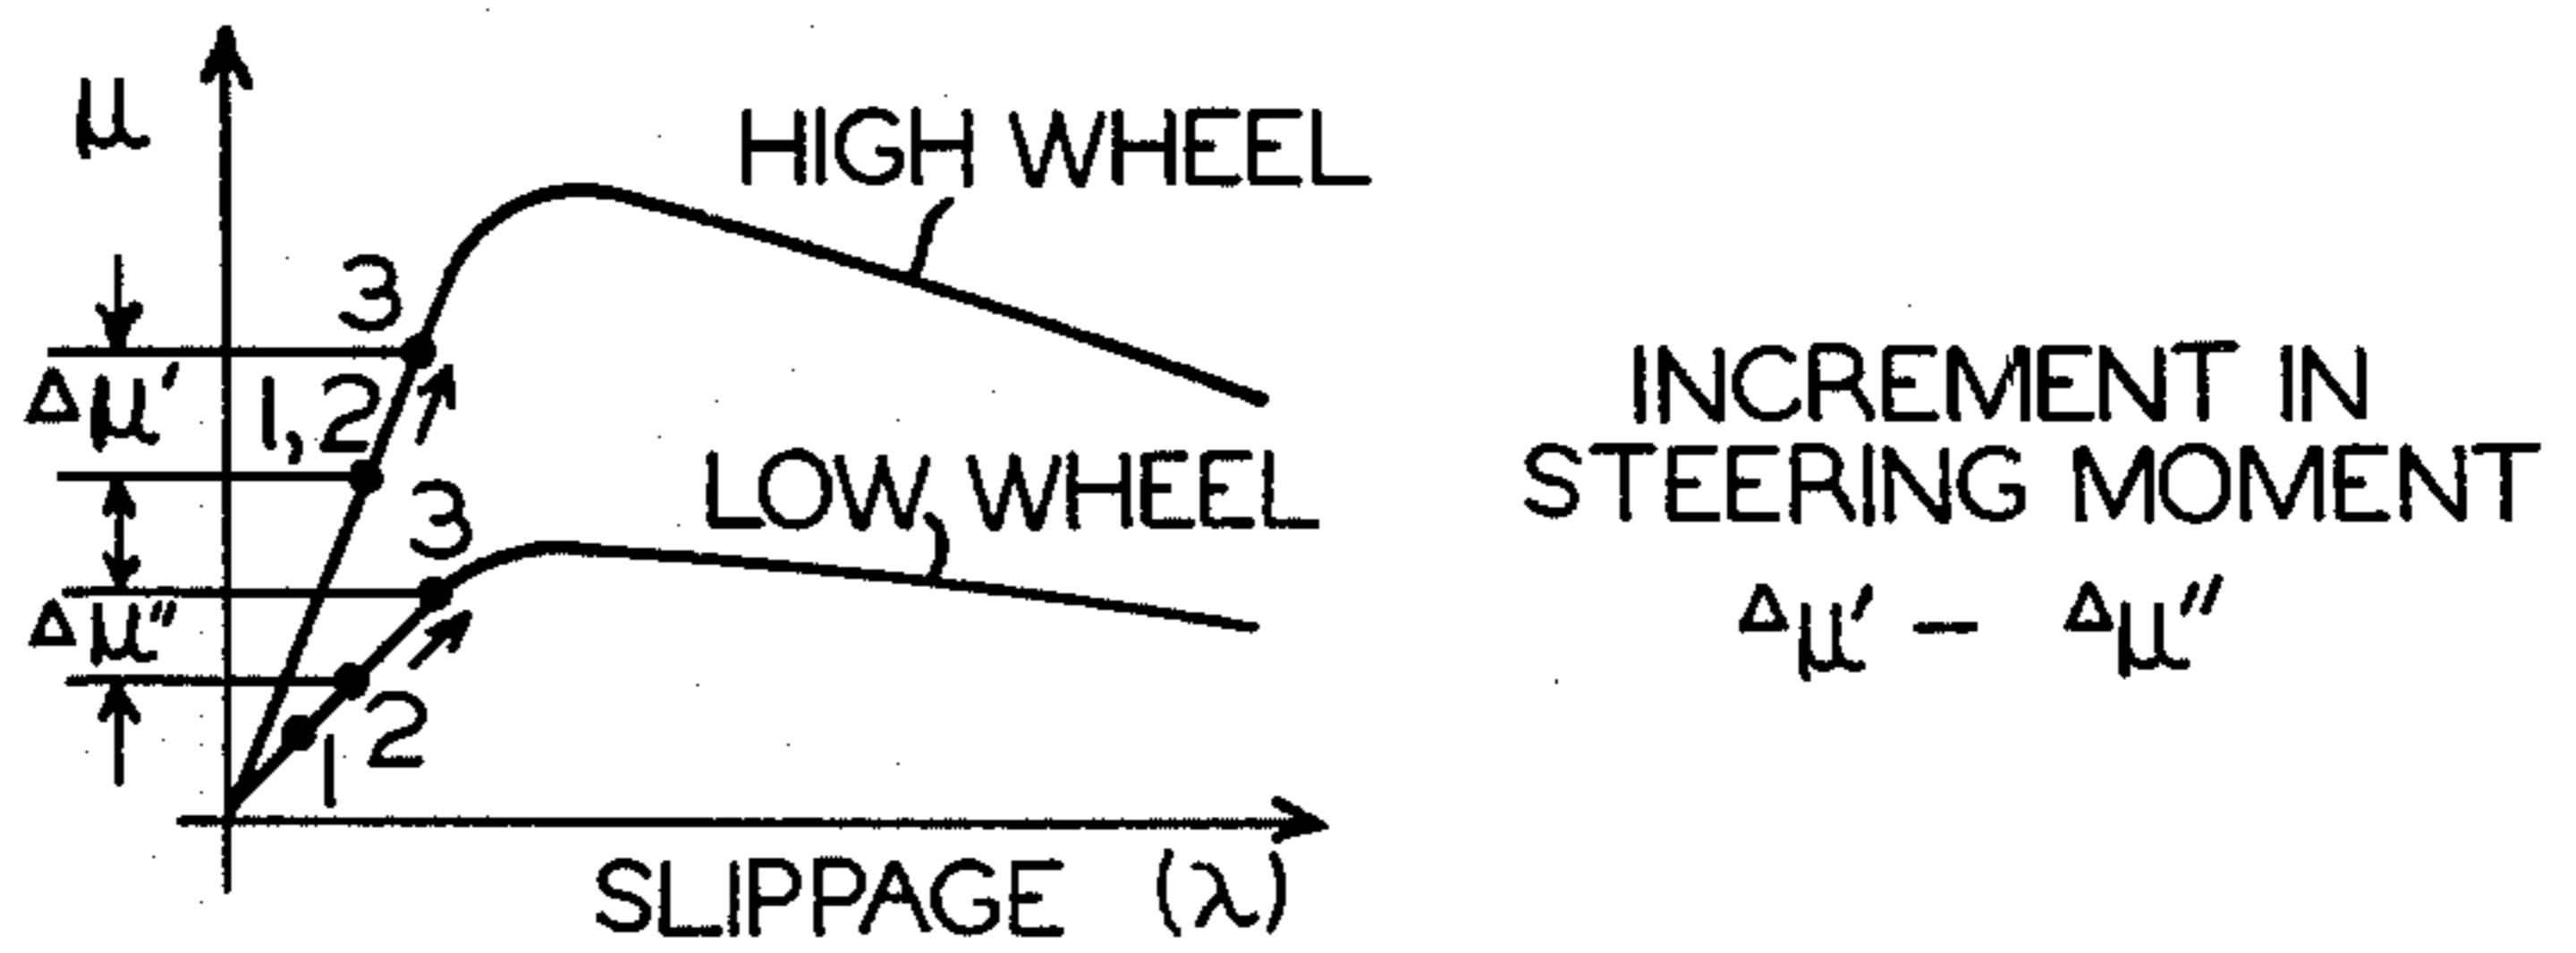 μ
HIGH WHEEL
3
Δμ'
1,2
LOW WHEEL
3
Δμ"
2
1
SLIPPAGE (λ)
INCREMENT IN
STEERING MOMENT
Δμ' - Δμ"